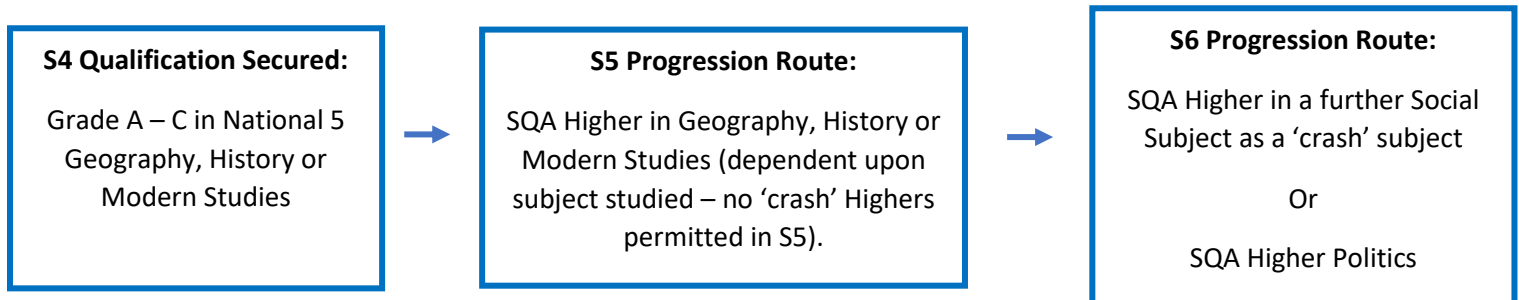 S4 Qualification Secured:
Grade A – C in National 5
Geography, History or
Modern Studies
S5 Progression Route:
SQA Higher in Geography, History or
Modern Studies (dependent upon
subject studied – no ‘crash’ Highers
permitted in S5).
S6 Progression Route:
SQA Higher in a further Social
Subject as a ‘crash’ subject
Or
SQA Higher Politics